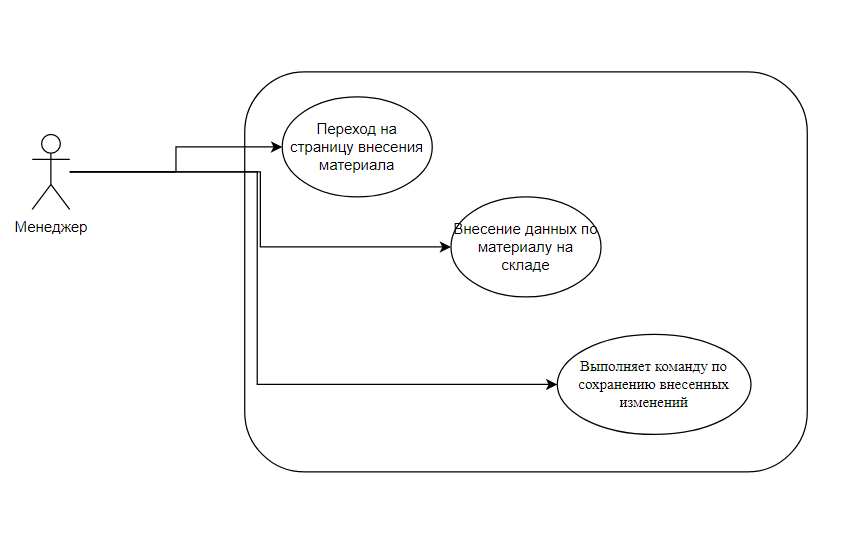 Переход на
страницу внесения
материала
Менеджер
Внесение данных по
материалу на
складе
Выполняет команду по
сохранению внесенных
изменений